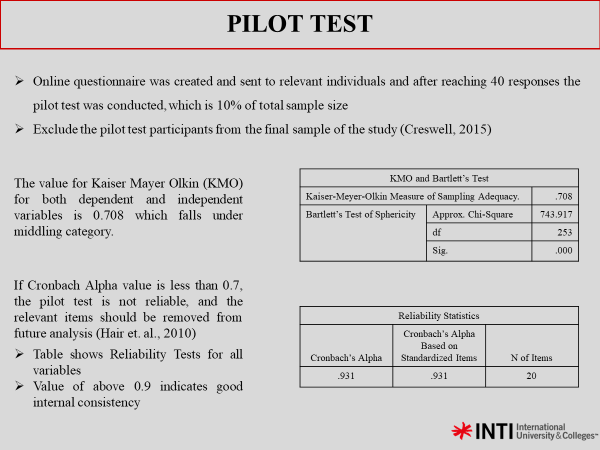 PILOT TEST
➢ Online questionnaire was created and sent to relevant individuals and after reaching 40 responses the
pilot test was conducted, which is 10% of total sample size
➢ Exclude the pilot test participants from the final sample of the study (Creswell, 2015)
The value for Kaiser Mayer Olkin (KMO)
for both dependent and independent
variables is 0.708 which falls under
middling category.
KMO and Bartlett's Test
Kaiser-Meyer-Olkin Measure of Sampling Adequacy. .708
Bartlett's Test of Sphericity Approx. Chi-Square 743.917
df 253
Sig. .000
If Cronbach Alpha value is less than 0.7,
the pilot test is not reliable, and the
relevant items should be removed from
future analysis (Hair et. al., 2010)
➢ Table shows Reliability Tests for all
variables
➢ Value of above 0.9 indicates good
internal consistency
Reliability Statistics
Cronbach's Alpha
Based on
Cronbach's Alpha Standardized Items N of Items
.931 .931 20
INTI International
University & Colleges™